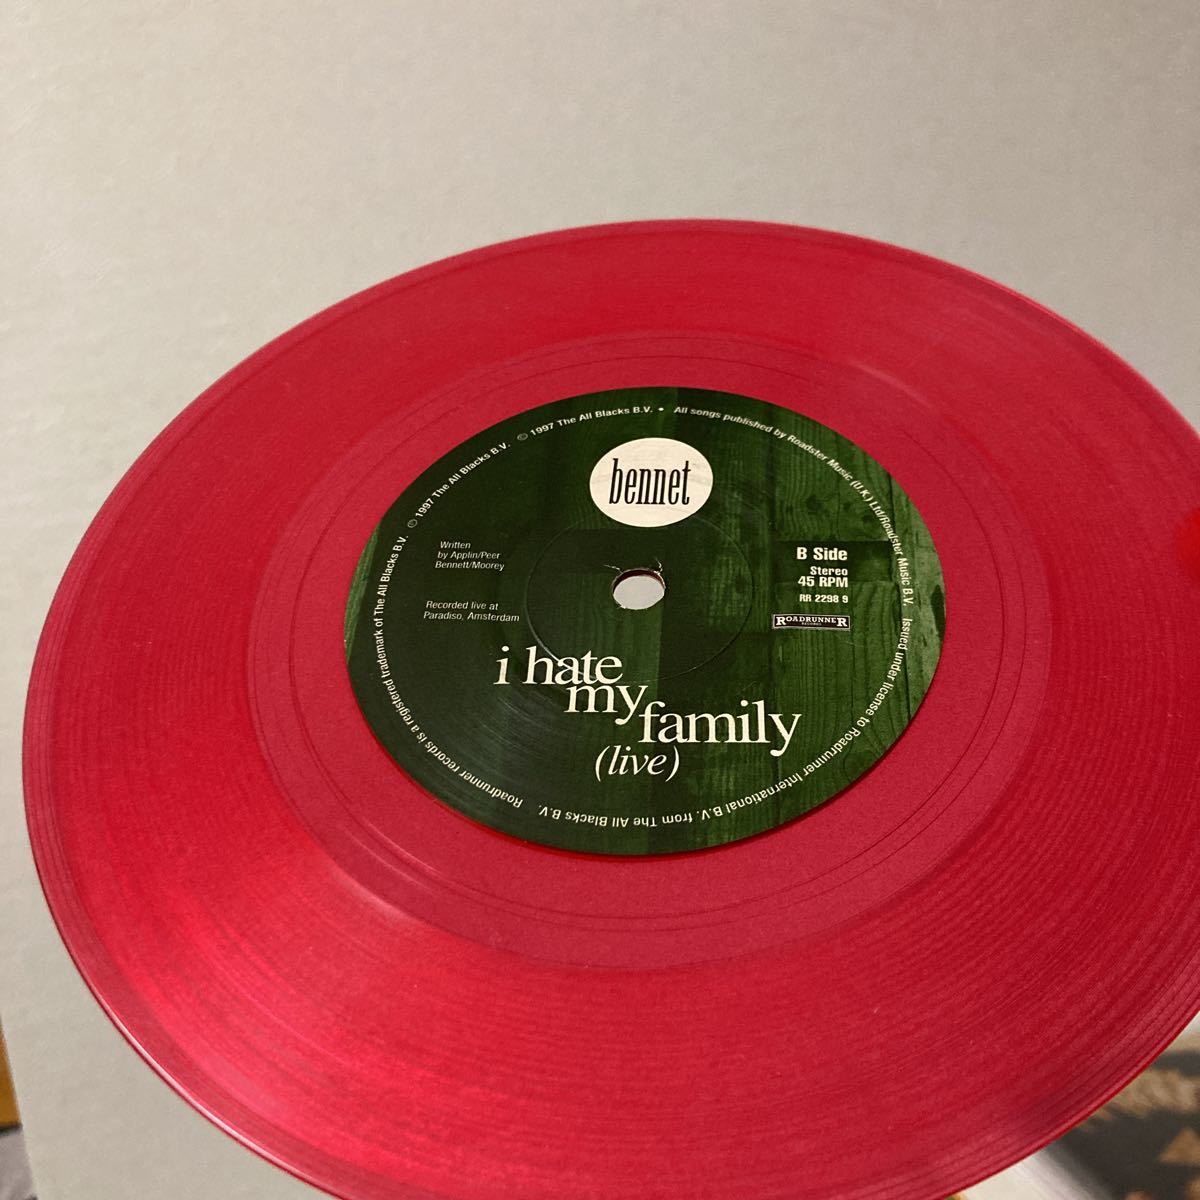 bennet
Written
by Applin/Peer
Bennett/Moorey
Recorded live at
Paradiso, Amsterdam
B Side
Stereo
45 RPM
RR 2298 9
ROADRUNNER
RECORDS
i hate
my
family
(live)
Roadrunner records is a registered trademark of The All Blacks B.V. © 1997 The All Blacks B.V. © 1997 The All Blacks B.V. • All songs published by Roadster Music (U.K) Ltd/Roadster Music B.V. Issued under license to Roadrunner International B.V. from The All Blacks B.V.